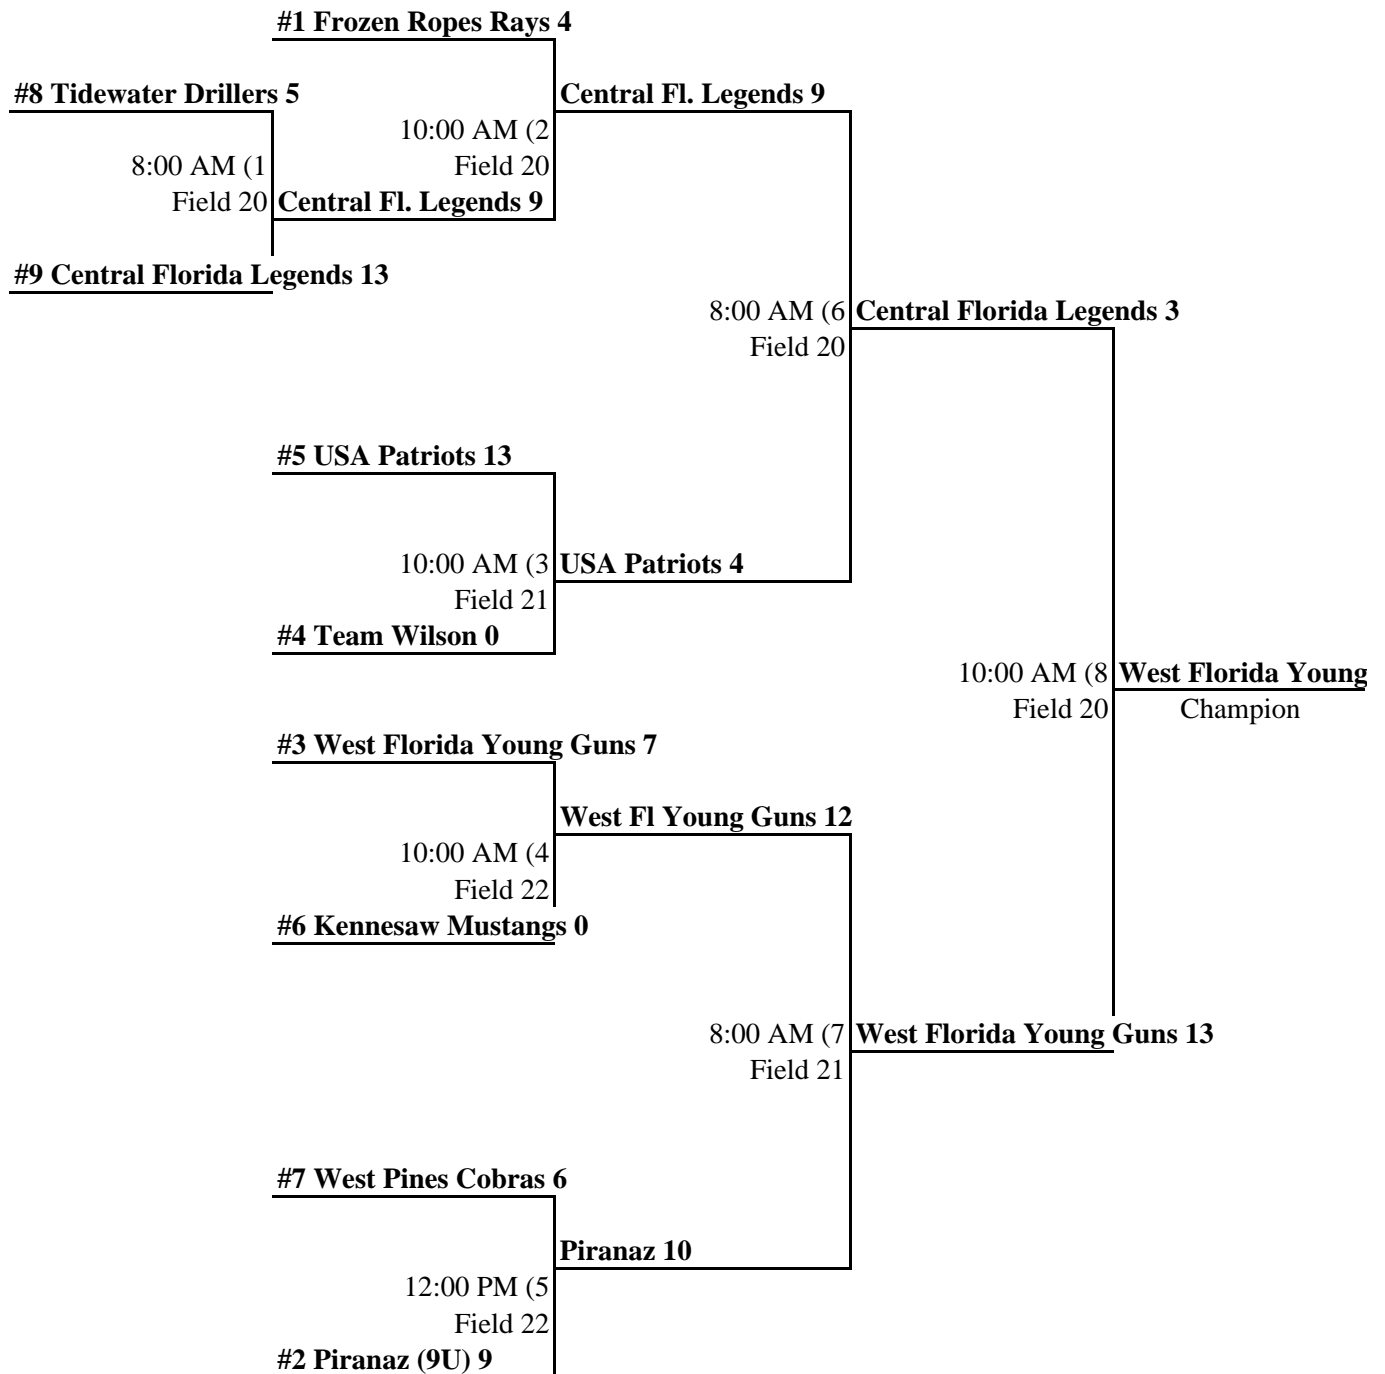 #1 Frozen Ropes Rays 4
#8 Tidewater Drillers 5
Central Fl. Legends 9
10:00 AM (2
8:00 AM (1
Field 20
Field 20
Central Fl. Legends 9
#9 Central Florida Legends 13
8:00 AM (6
Central Florida Legends 3
Field 20
#5 USA Patriots 13
10:00 AM (3
USA Patriots 4
Field 21
#4 Team Wilson 0
10:00 AM (8
West Florida Young
Field 20
Champion
#3 West Florida Young Guns 7
West Fl Young Guns 12
10:00 AM (4
Field 22
#6 Kennesaw Mustangs 0
8:00 AM (7
West Florida Young Guns 13
Field 21
#7 West Pines Cobras 6
Piranaz 10
12:00 PM (5
Field 22
#2 Piranaz (9U) 9